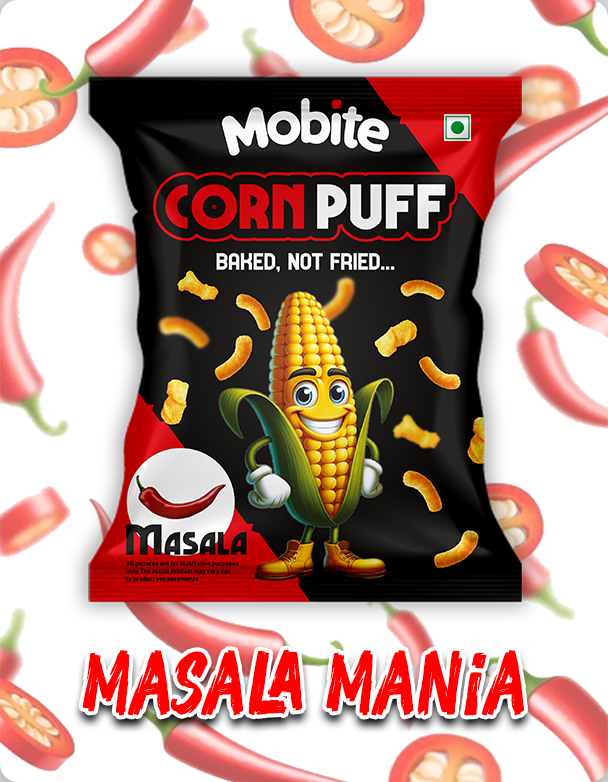 Mobite
CORN PUFF
BAKED, NOT FRIED...
MASALA
All pictures are for illustrative purposes
only. The actual product may vary due
to product enhancements
MASALA MANiA